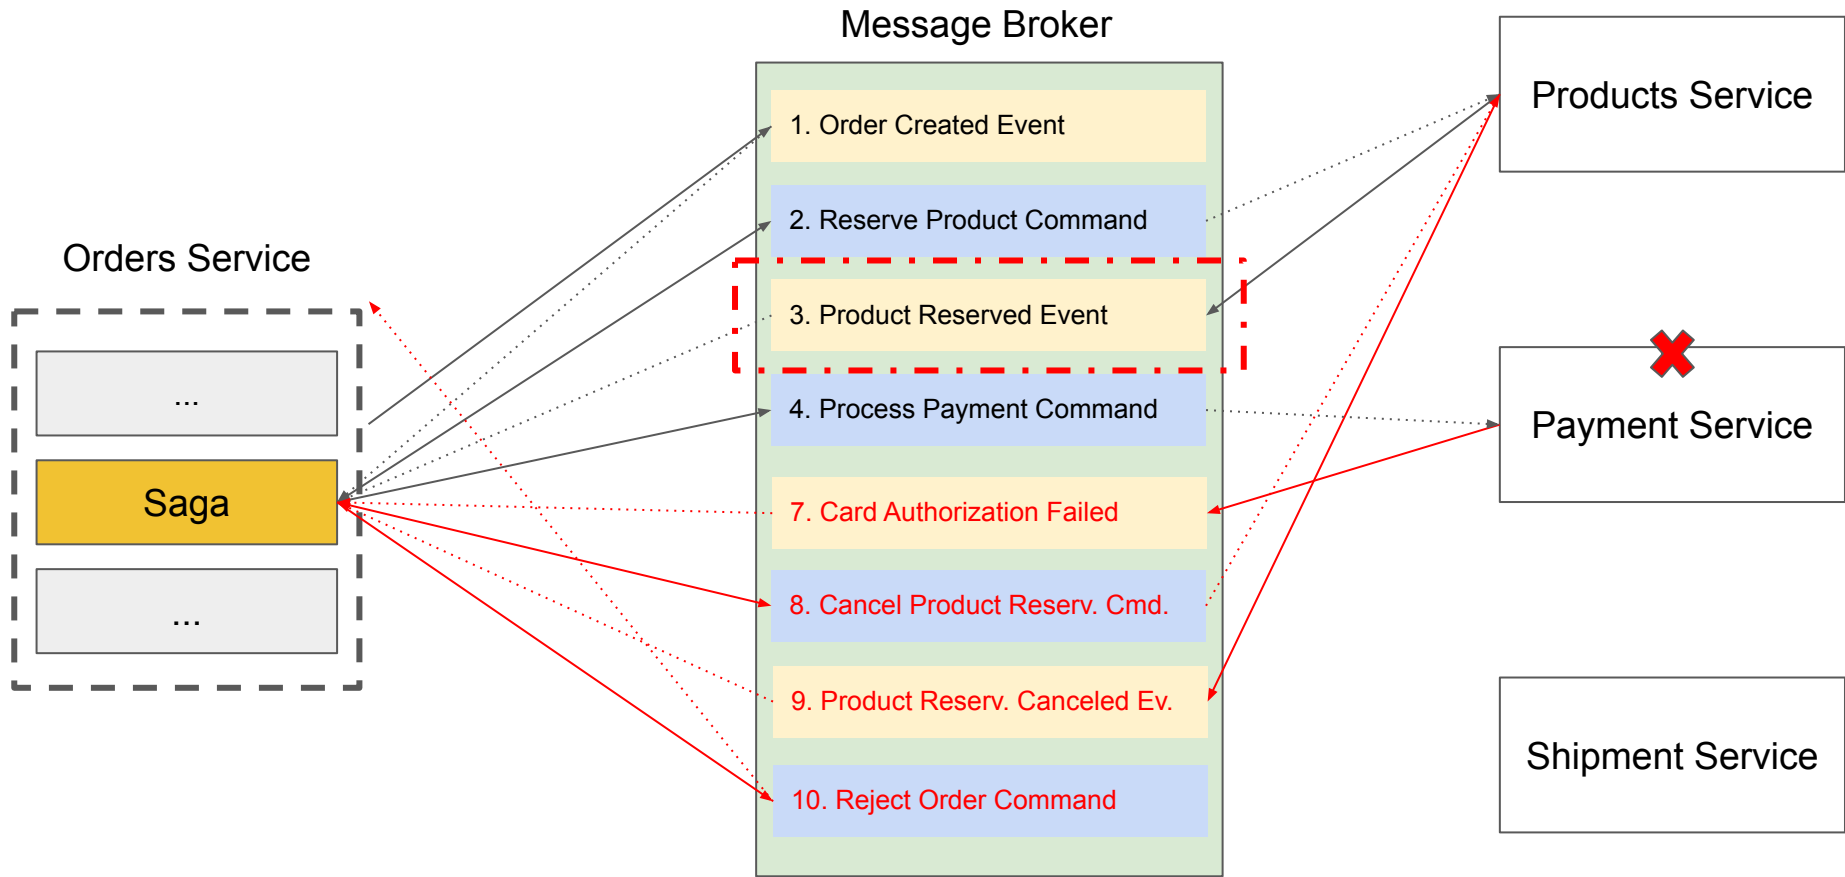 Message Broker
Orders Service
...
Saga
...
1. Order Created Event
2. Reserve Product Command
3. Product Reserved Event
4. Process Payment Command
7. Card Authorization Failed
8. Cancel Product Reserv. Cmd.
9. Product Reserv. Canceled Ev.
10. Reject Order Command
Products Service
Payment Service
Shipment Service